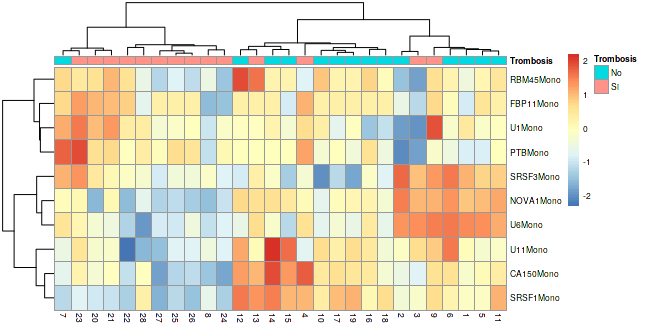 Trombosis
Trombosis
No
SI
2
1
0
-1
-2
RBM45Mono
FBP11Mono
U1Mono
PTBMono
SRSF3Mono
NOVA1Mono
U6Mono
U11Mono
CA150Mono
SRSF1Mono
7 23 20 21 22 28 27 25 26 8 24 12 13 14 15 4 10 17 19 16 18 2 3 9 6 1 5 11